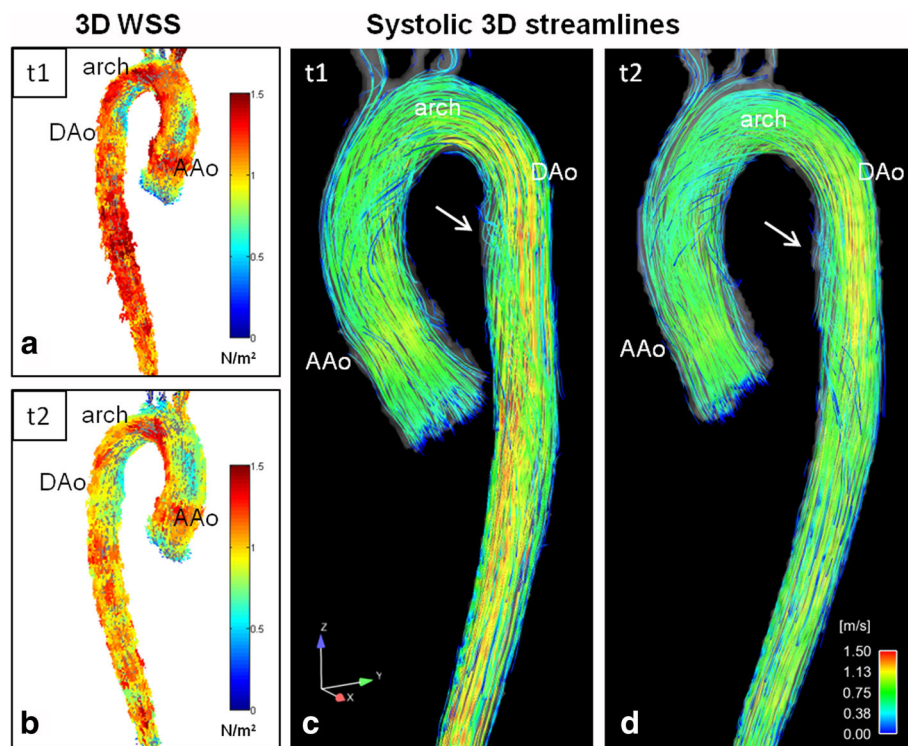 3D WSS
Systolic 3D streamlines
t1
arch
DAo
AAo
1.5
1
0.5
0
N/m²
a
t2
arch
DAo
AAo
1.5
1
0.5
0
N/m²
b
t1
arch
DAo
AAo
Z
Y
X
c
t2
arch
DAo
AAo
[m/s]
1.50
1.13
0.75
0.38
0.00
d